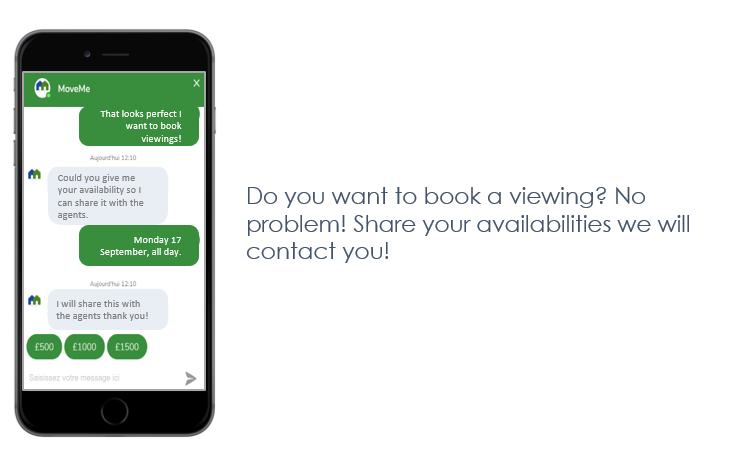 MoveMe
X
That looks perfect I
want to book
viewings!
Aujourd'hui 12:10
Could you give me
your availability so I
can share it with the
agents.
Monday 17
September, all day.
Aujourd'hui 12:10
I will share this with
the agents thank you!
£500 £1000 £1500
Saisissez votre message ici
Do you want to book a viewing? No
problem! Share your availabilities we will
contact you!